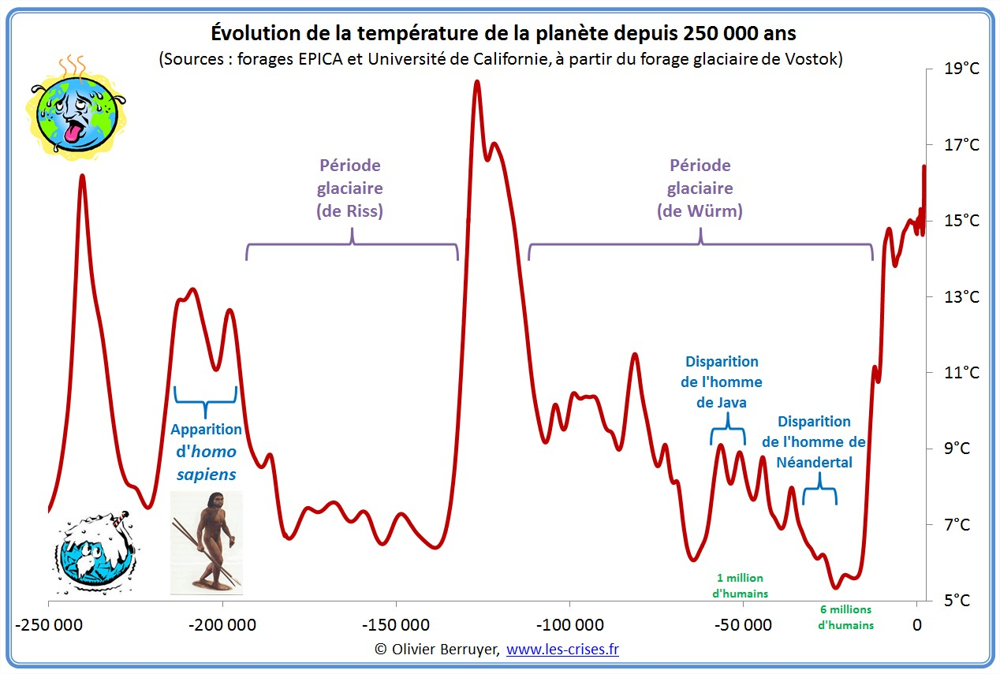 Évolution de la température de la planète depuis 250 000 ans
(Sources : forages EPICA et Université de Californie, à partir du forage glaciaire de Vostok)
19°C
17°C
15°C
13°C
11°C
9°C
7°C
5°C
Période
glaciaire
(de Riss)
Période
glaciaire
(de Würm)
Apparition
d'homo
sapiens
Disparition
de l'homme
de Java
Disparition
de l'homme de
Néandertal
1 million
d'humains
6 millions
d'humains
-250 000
-200 000
-150 000
-100 000
-50 000
0
© Olivier Berruyer, www.les-crises.fr